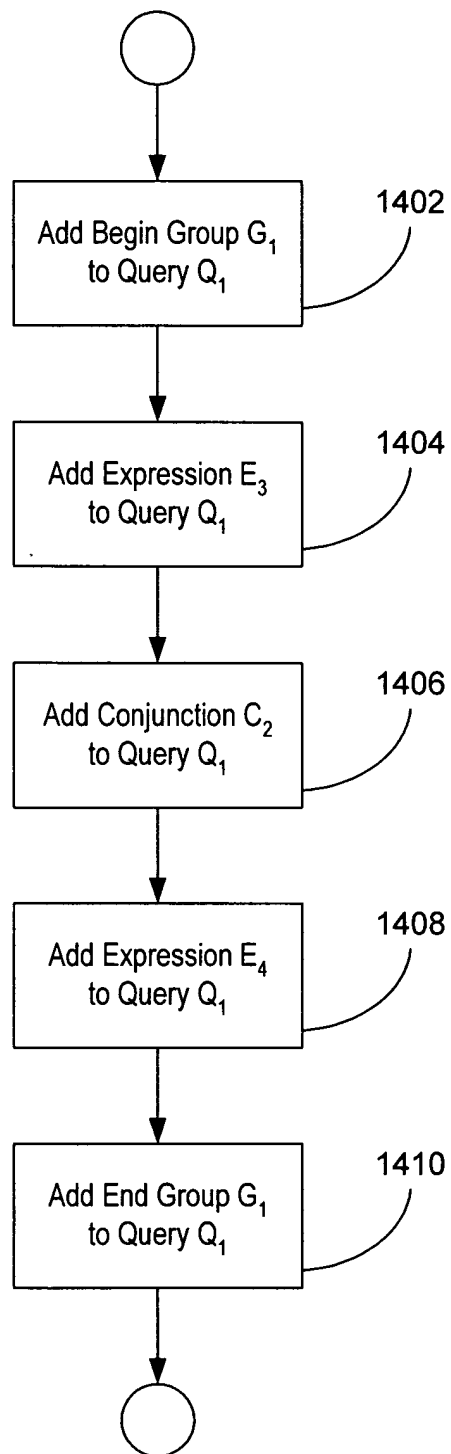 1402
Add Begin Group G₁
to Query Q₁
1404
Add Expression E₃
to Query Q₁
1406
Add Conjunction C₂
to Query Q₁
1408
Add Expression E₄
to Query Q₁
1410
Add End Group G₁
to Query Q₁